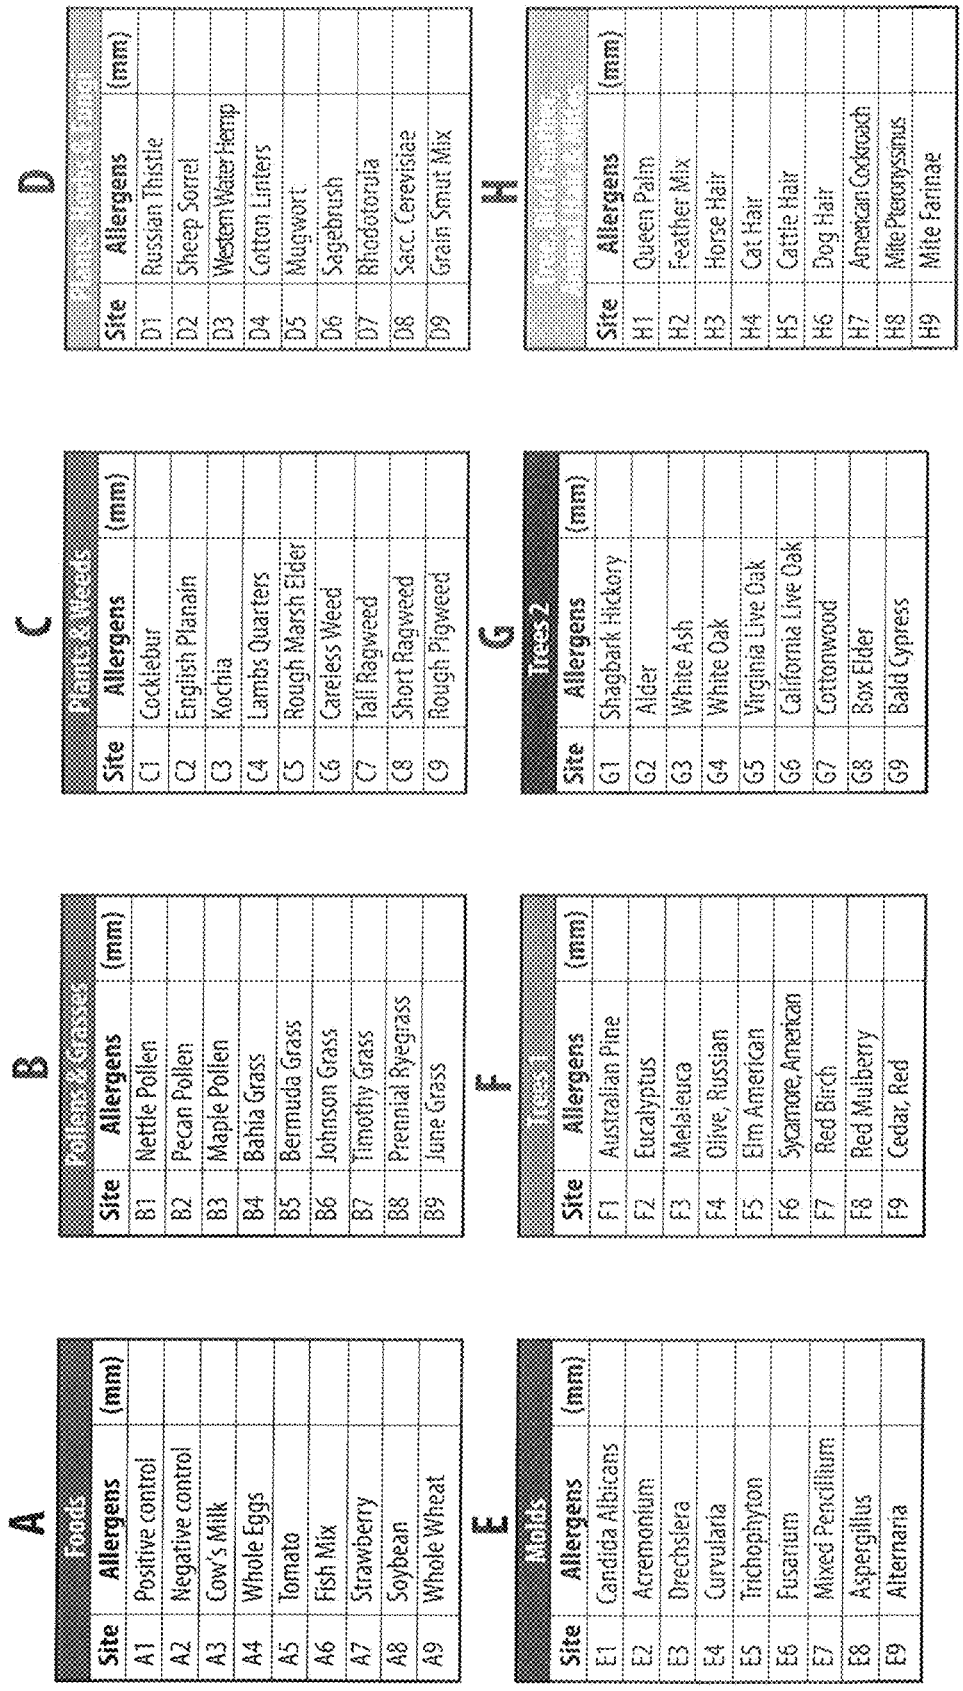 A
Foods
Site Allergens (mm)
A1 Positive control
A2 Negative control
A3 Cow's Milk
A4 Whole Eggs
A5 Tomato
A6 Fish Mix
A7 Strawberry
A8 Soybean
A9 Whole Wheat
B
Pollens & Grasses
Site Allergens (mm)
B1 Nettle Pollen
B2 Pecan Pollen
B3 Maple Pollen
B4 Bahia Grass
B5 Bermuda Grass
B6 Johnson Grass
B7 Timothy Grass
B8 Prennial Ryegrass
B9 June Grass
C
Plants & Weeds
Site Allergens (mm)
C1 Cocklebur
C2 English Planain
C3 Kochia
C4 Lambs Quarters
C5 Rough Marsh Elder
C6 Careless Weed
C7 Tall Ragweed
C8 Short Ragweed
C9 Rough Pigweed
D
Site Allergens (mm)
D1 Russian Thistle
D2 Sheep Sorrel
D3 Western Water Hemp
D4 Cotton Linters
D5 Mugwort
D6 Sagebrush
D7 Rhodotorula
D8 Sacc. Cerevisiae
D9 Grain Smut Mix
E
Molds
Site Allergens (mm)
E1 Candida Albicans
E2 Acremonium
E3 Drechslera
E4 Curvularia
E5 Trichophyton
E6 Fusarium
E7 Mixed Pencillium
E8 Aspergillus
E9 Alternaria
F
Trees 1
Site Allergens (mm)
F1 Australian Pine
F2 Eucalyptus
F3 Melaleuca
F4 Olive, Russian
F5 Elm American
F6 Sycamore, American
F7 Red Birch
F8 Red Mulberry
F9 Cedar, Red
G
Trees 2
Site Allergens (mm)
G1 Shagbark Hickory
G2 Alder
G3 White Ash
G4 White Oak
G5 Virginia Live Oak
G6 California Live Oak
G7 Cottonwood
G8 Box Elder
G9 Bald Cypress
H
Site Allergens (mm)
H1 Queen Palm
H2 Feather Mix
H3 Horse Hair
H4 Cat Hair
H5 Cattle Hair
H6 Dog Hair
H7 American Cockroach
H8 Mite Pteronyssinus
H9 Mite Farinae